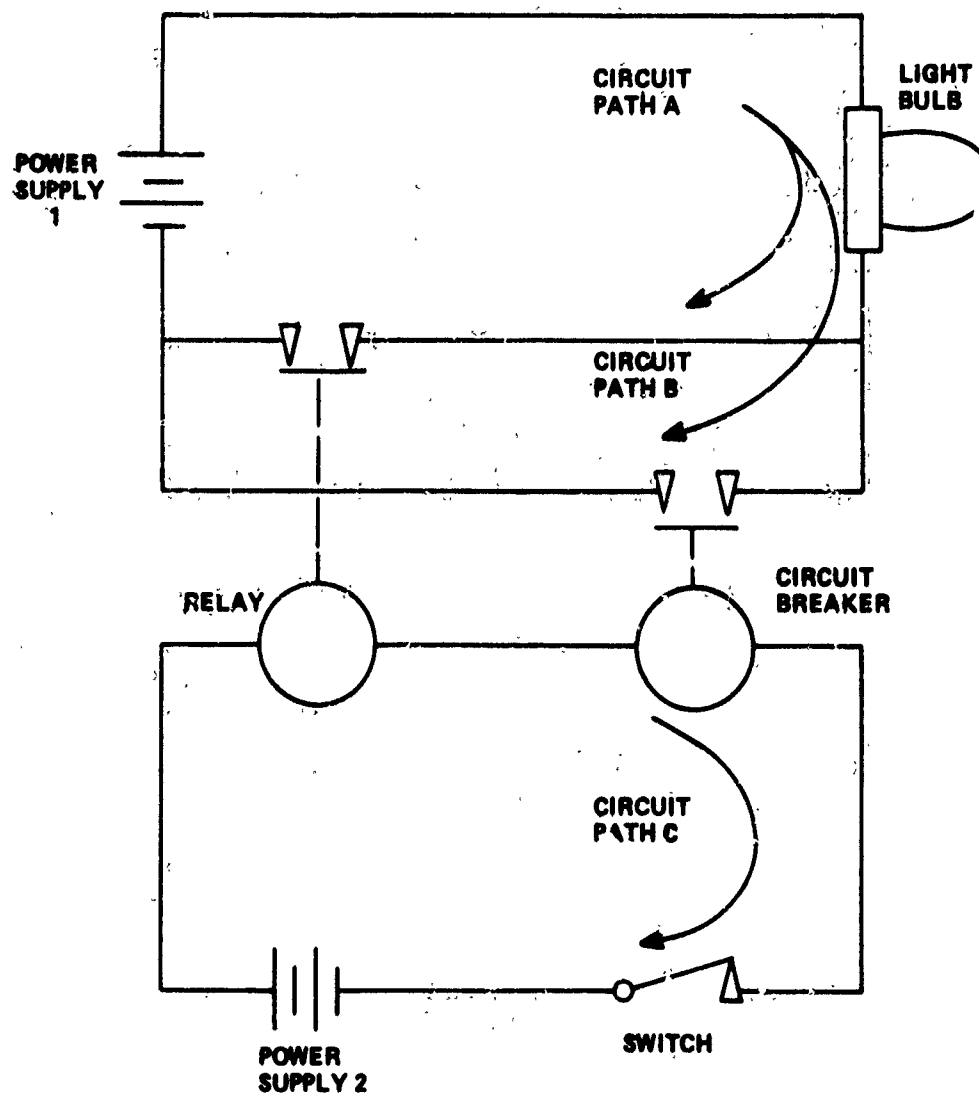 CIRCUIT
PATH A
LIGHT
BULB
POWER
SUPPLY
1
CIRCUIT
PATH B
RELAY
CIRCUIT
BREAKER
CIRCUIT
PATH C
SWITCH
POWER
SUPPLY 2